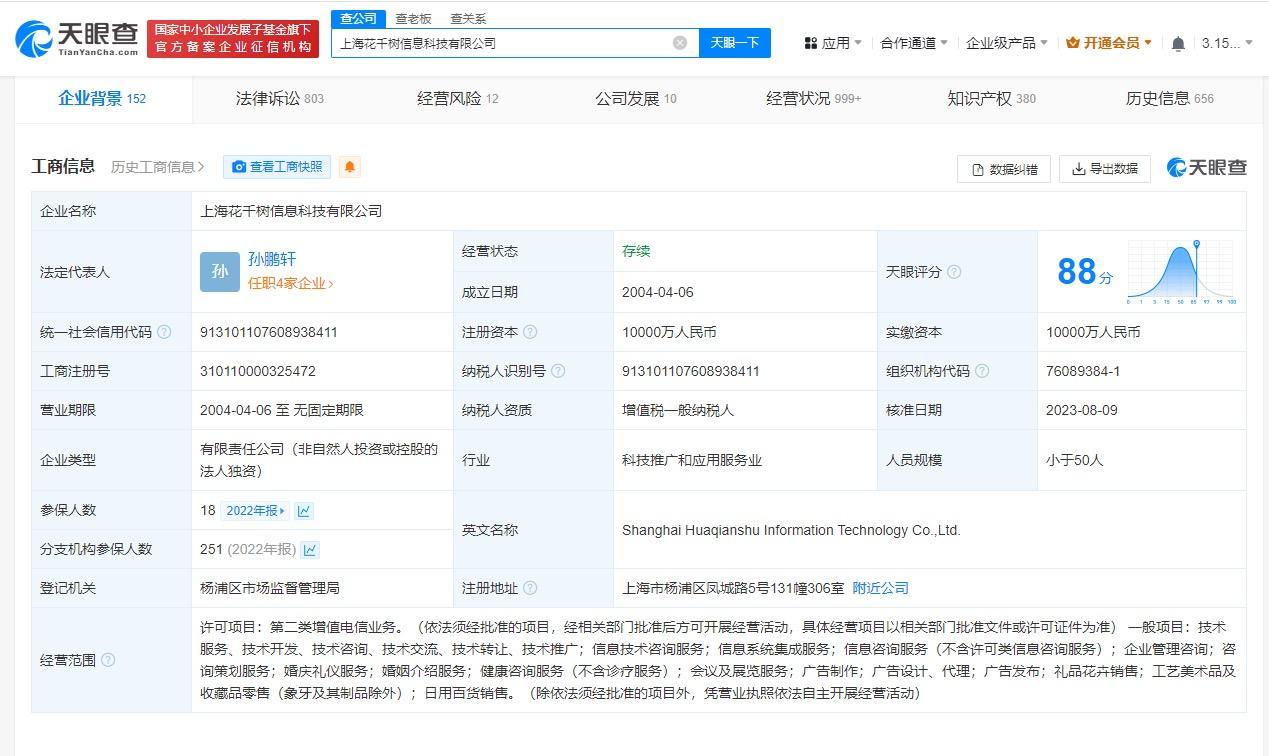 天眼查
TianYanCha.com
国家中小企业发展子基金旗下
官方备案企业征信机构
查公司 查老板 查关系
上海花千树信息科技有限公司 天眼一下
应用 合作通道 企业级产品 开通会员 3.15...
企业背景 152 法律诉讼 803 经营风险 12 公司发展 10 经营状况 999+ 知识产权 380 历史信息 656
工商信息 历史工商信息 查看工商快照 数据纠错 导出数据 天眼查
企业名称 上海花千树信息科技有限公司
法定代表人 孙 孙鹏轩
任职4家企业
经营状态 存续
成立日期 2004-04-06
天眼评分 ? 88分
0 1 3 15 50 85 97 99 100
统一社会信用代码 ? 913101107608938411 注册资本 ? 10000万人民币 实缴资本 10000万人民币
工商注册号 310110000325472 纳税人识别号 ? 913101107608938411 组织机构代码 ? 76089384-1
营业期限 2004-04-06 至 无固定期限 纳税人资质 增值税一般纳税人 核准日期 2023-08-09
企业类型 有限责任公司（非自然人投资或控股的
法人独资） 行业 科技推广和应用服务业 人员规模 小于50人
参保人数 18 2022年报
分支机构参保人数 251 (2022年报)
英文名称 Shanghai Huaqianshu Information Technology Co.,Ltd.
登记机关 杨浦区市场监督管理局 注册地址 ? 上海市杨浦区凤城路5号131幢306室 附近公司
经营范围 ?
许可项目：第二类增值电信业务。（依法须经批准的项目，经相关部门批准后方可开展经营活动，具体经营项目以相关部门批准文件或许可证件为准） 一般项目：技术
服务、技术开发、技术咨询、技术交流、技术转让、技术推广；信息技术咨询服务；信息系统集成服务；信息咨询服务（不含许可类信息咨询服务）；企业管理咨询；咨
询策划服务；婚庆礼仪服务；婚姻介绍服务；健康咨询服务（不含诊疗服务）；会议及展览服务；广告制作；广告设计、代理；广告发布；礼品花卉销售；工艺美术品及
收藏品零售（象牙及其制品除外）；日用百货销售。（除依法须经批准的项目外，凭营业执照依法自主开展经营活动）